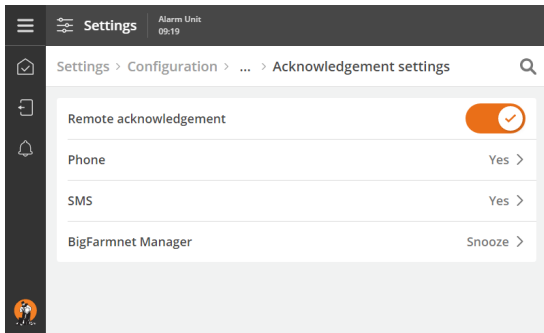 Settings
Alarm Unit
09:19
Settings > Configuration > ... > Acknowledgement settings
Remote acknowledgement
Phone Yes >
SMS Yes >
BigFarmnet Manager Snooze >